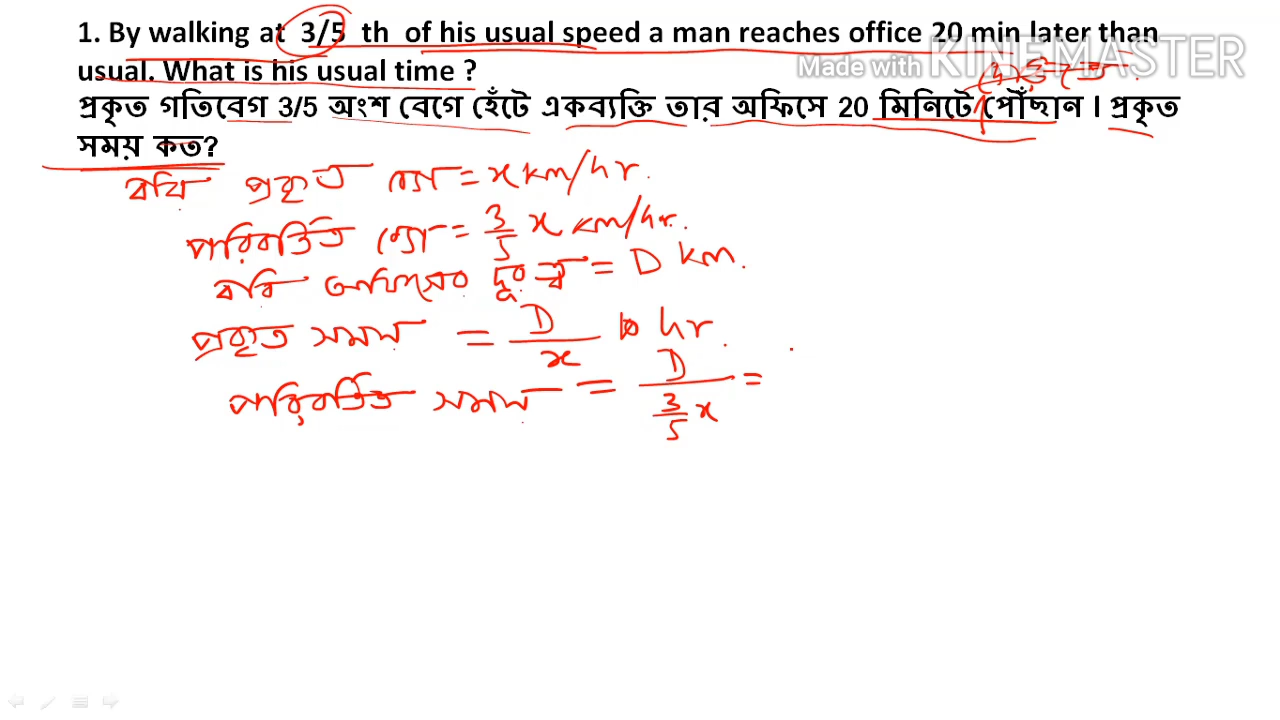 1. By walking at 3/5 th of his usual speed a man reaches office 20 min later than
usual. What is his usual time ?
Made with KINEMASTER
প্রকৃত গতিবেগ 3/5 অংশ বেগে হেঁটে একব্যক্তি তার অফিসে 20 মিনিটে পৌঁছান । প্রকৃত
সময় কত?
ধরি প্রকৃত বেগ = x km/hr.
পরিবর্তিত বেগ = 3/5 x km/hr.
ধরি অফিসের দূরত্ব = D km.
প্রকৃত সময় = D/x hr.
পরিবর্তিত সময় = D/(3/5 x) =